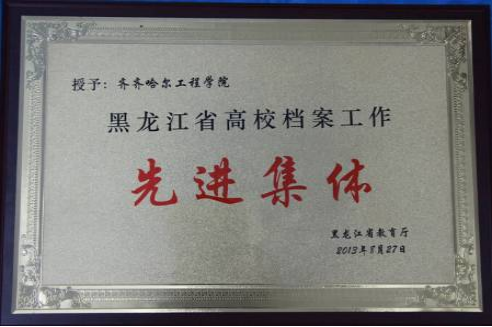 授予：齐齐哈尔工程学院
黑龙江省高校档案工作
先进集体
黑龙江省教育厅
2013年8月27日